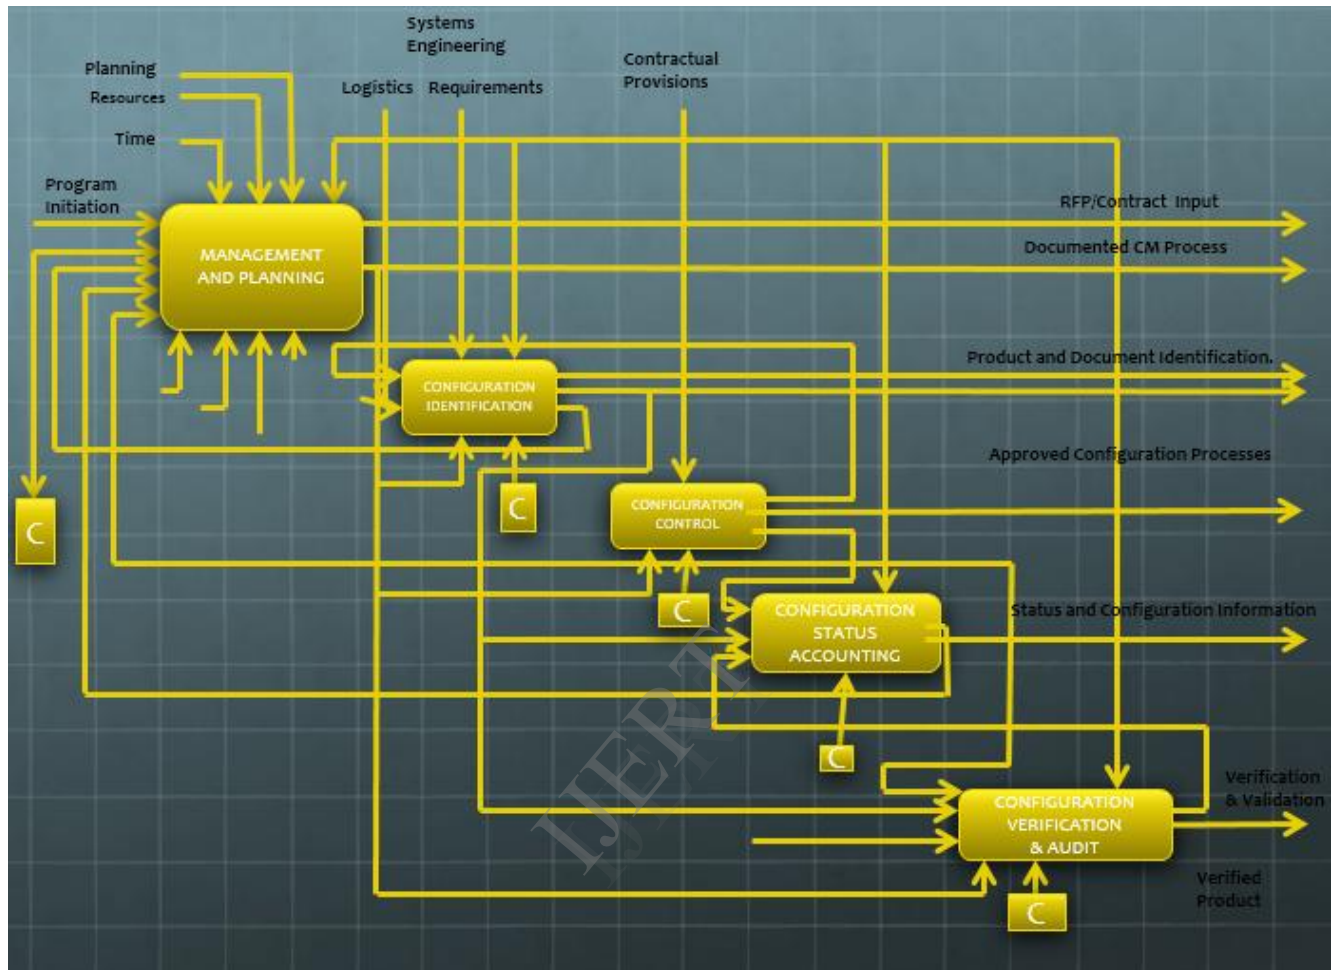 Systems
Engineering
Planning
Resources
Time
Logistics
Requirements
Contractual
Provisions
Program
Initiation
RFP/Contract Input
Documented CM Process
MANAGEMENT
AND PLANNING
Product and Document Identification.
CONFIGURATION
IDENTIFICATION
Approved Configuration Processes
C
C
CONFIGURATION
CONTROL
C
CONFIGURATION
STATUS
ACCOUNTING
Status and Configuration Information
C
Verification
& Validation
CONFIGURATION
VERIFICATION
& AUDIT
Verified
Product
C
IJERT